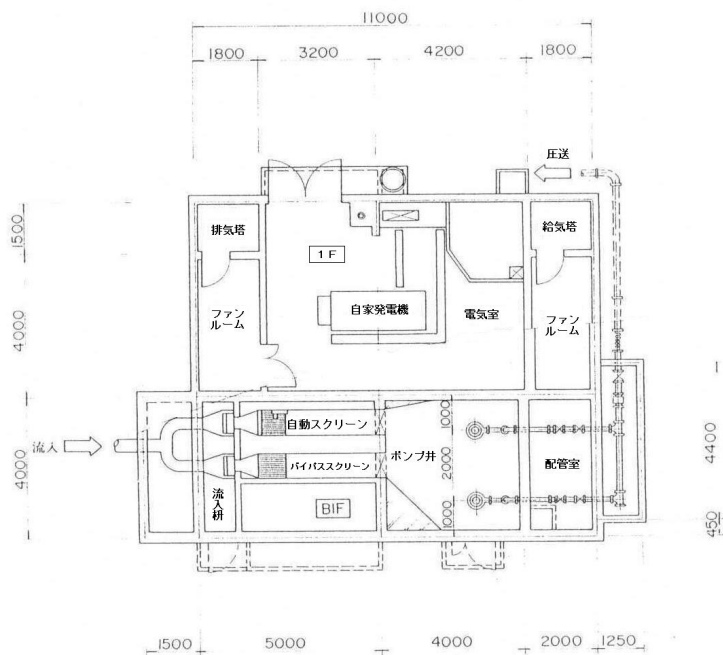 11000
1800
3200
4200
1800
圧送
排気塔
給気塔
1F
自家発電機
電気室
ファン
ルーム
ファン
ルーム
1500
4000
4000
流入
自動スクリーン
バイパススクリーン
ポンプ井
配管室
流入枡
BIF
1000
2000
1000
4400
450
1500
5000
4000
2000
1250